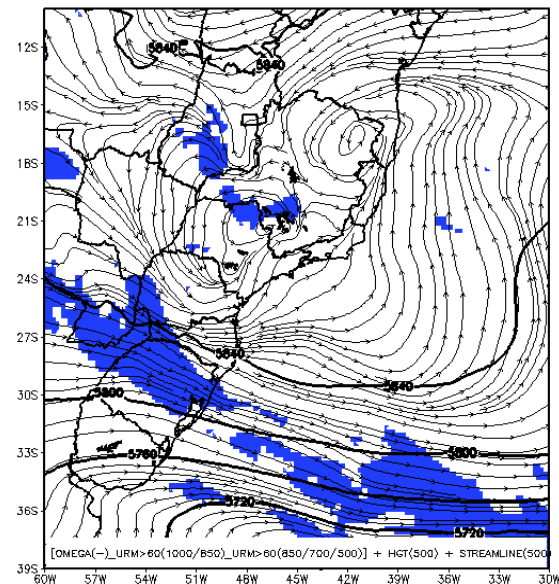 12S
15S
18S
21S
24S
27S
30S
33S
36S
39S
5840
5840
5840
5840
5800
5800
5760
5720
5720
[OMEGA(-)_URM>60(1000/850)_URM>60(850/700/500)] + HGT(500) + STREAMLINE(500
60W 57W 54W 51W 48W 45W 42W 39W 36W 33W 30W